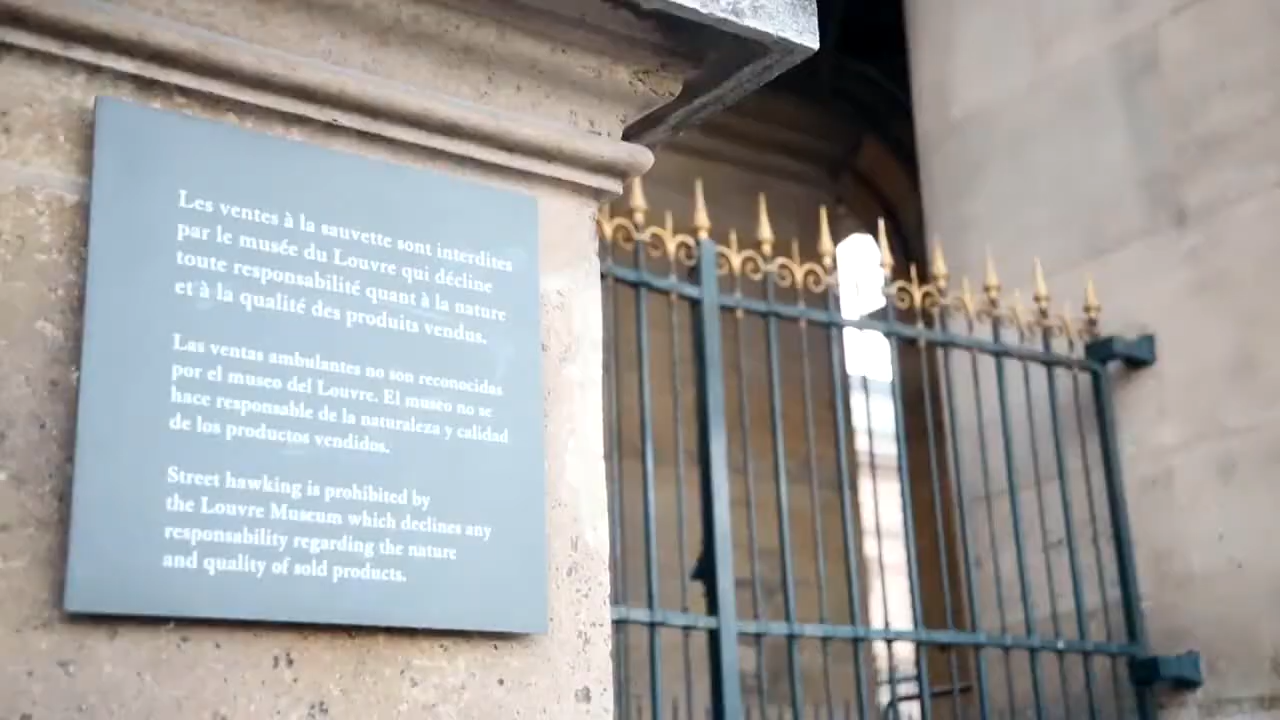 Les ventes à la sauvette sont interdites
par le musée du Louvre qui décline
toute responsabilité quant à la nature
et à la qualité des produits vendus.
Las ventas ambulantes no son reconocidas
por el museo del Louvre. El museo no se
hace responsable de la naturaleza y calidad
de los productos vendidos.
Street hawking is prohibited by
the Louvre Museum which declines any
responsability regarding the nature
and quality of sold products.